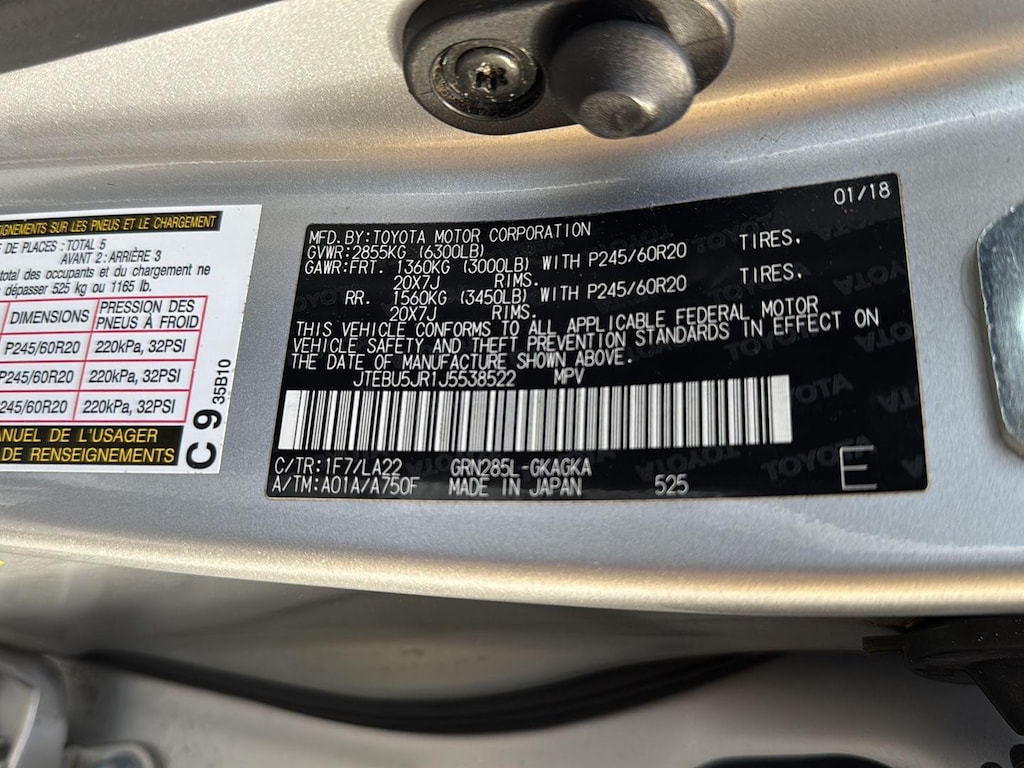 IGNEMENTS SUR LES PNEUS ET LE CHARGEMENT
E DE PLACES : TOTAL 5
AVANT 2 : ARRIÈRE 3
total des occupants et du chargement ne
dépasser 525 kg ou 1165 lb.
DIMENSIONS PRESSION DES PNEUS À FROID
P245/60R20 220kPa, 32PSI
P245/60R20 220kPa, 32PSI
245/60R20 220kPa, 32PSI
NUEL DE L'USAGER
DE RENSEIGNEMENTS
C 9 35B10
01/18
MFD.BY:TOYOTA MOTOR CORPORATION
GVWR:2855KG (6300LB)
GAWR:FRT. 1360KG (3000LB) WITH P245/60R20 TIRES.
20X7J RIMS.
RR. 1560KG (3450LB) WITH P245/60R20 TIRES.
20X7J RIMS.
THIS VEHICLE CONFORMS TO ALL APPLICABLE FEDERAL MOTOR
VEHICLE SAFETY AND THEFT PREVENTION STANDARDS IN EFFECT ON
THE DATE OF MANUFACTURE SHOWN ABOVE.
JTEBU5JR1J5538522 MPV
C/TR:1F7/LA22 GRN285L-GKAGKA
A/TM:A01A/A750F MADE IN JAPAN 525
E